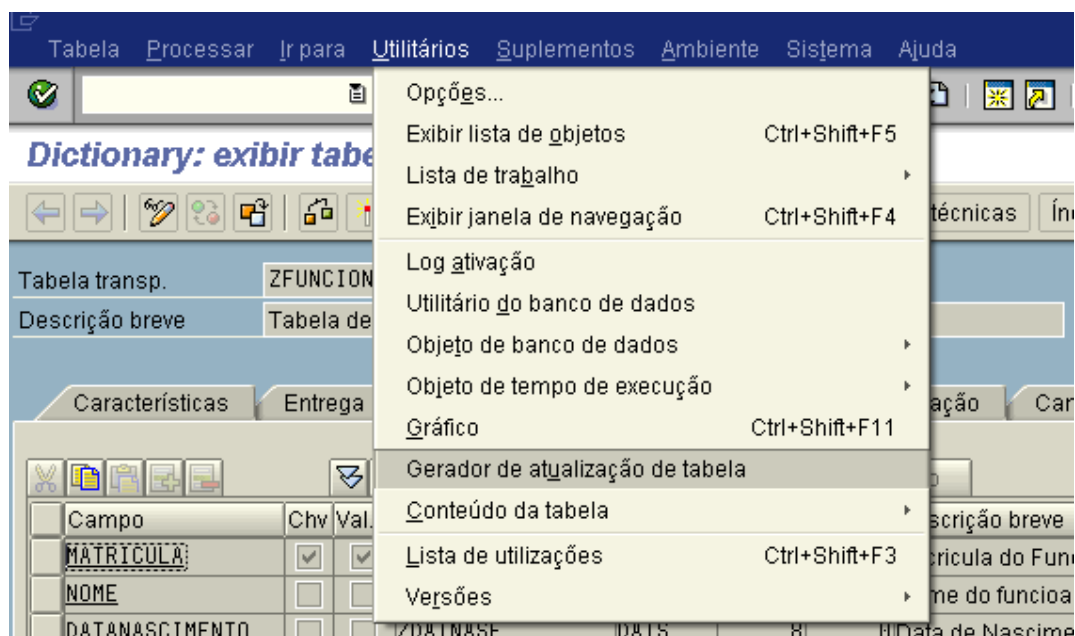 Tabela Processar Ir para Utilitários Suplementos Ambiente Sistema Ajuda
Opções...
Exibir lista de objetos Ctrl+Shift+F5
Dictionary: exibir tabe
Lista de trabalho
Exibir janela de navegação Ctrl+Shift+F4
técnicas Ín
Log ativação
Tabela transp. ZFUNCION
Utilitário do banco de dados
Descrição breve Tabela de
Objeto de banco de dados
Objeto de tempo de execução
Características Entrega ação Car
Gráfico Ctrl+Shift+F11
Gerador de atualização de tabela
Conteúdo da tabela
Campo Chv Val. scrição breve
Lista de utilizações Ctrl+Shift+F3
MATRICULA tricula do Fun
Versões
NOME me do funcioa
DATANASCIMENTO ZDATNASE DATS 8 Data de Nascime